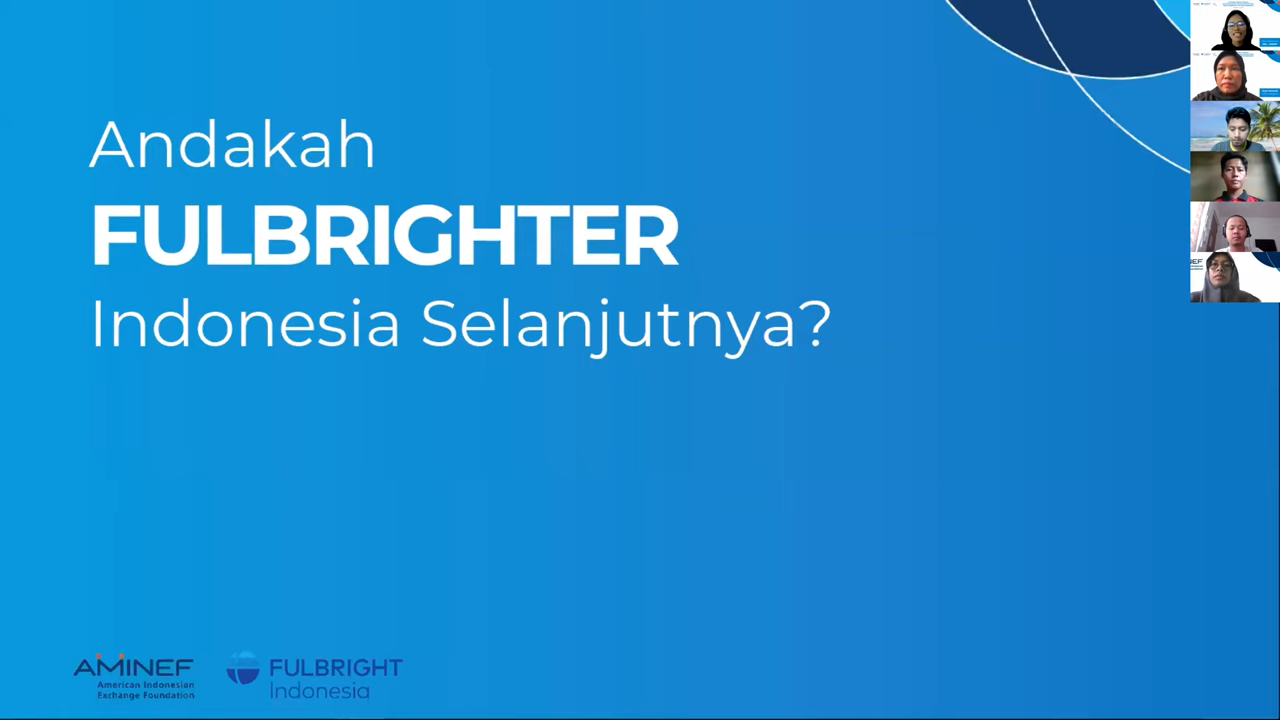 Andakah
FULBRIGHTER
Indonesia Selanjutnya?
AMINEF
American Indonesian
Exchange Foundation
FULBRIGHT
Indonesia